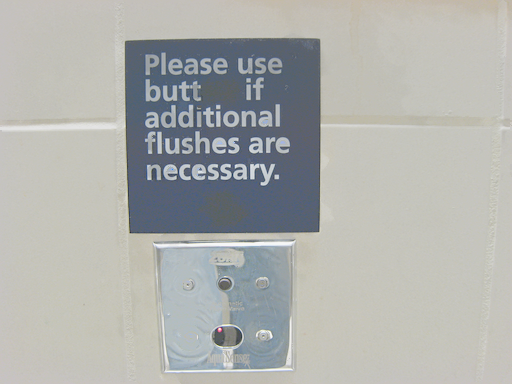 Please use
butt if
additional
flushes are
necessary.